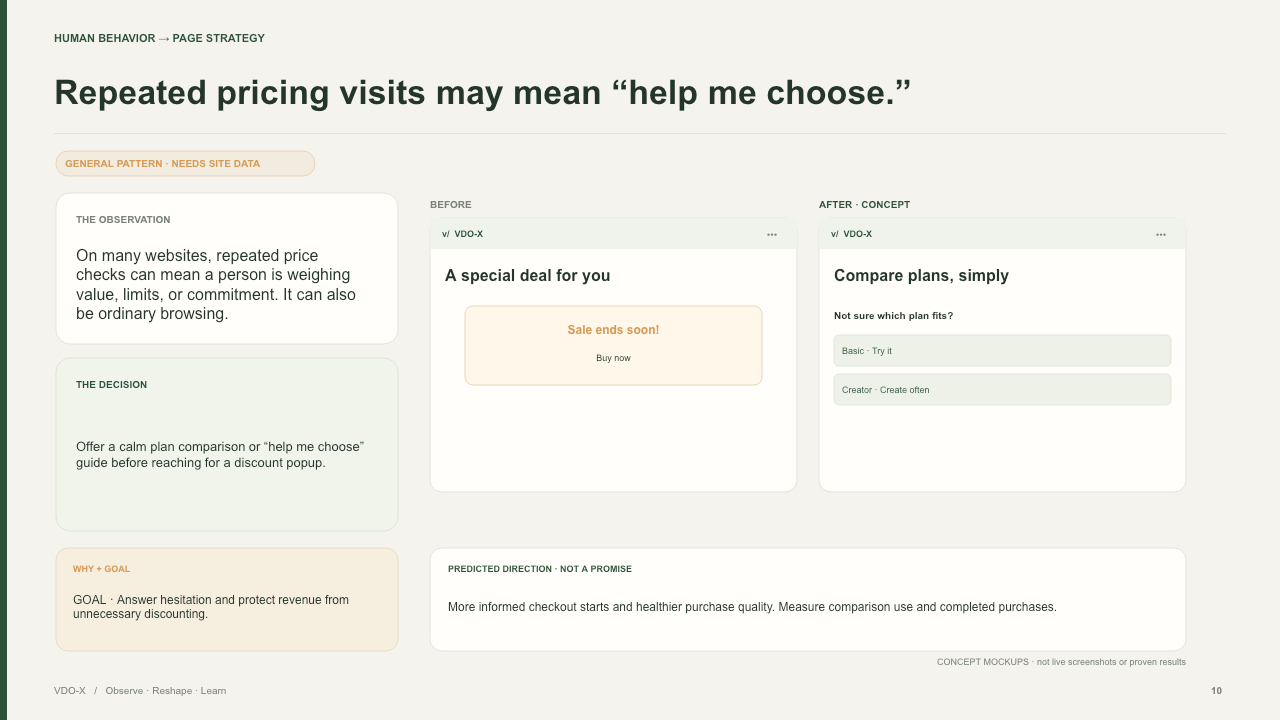 HUMAN BEHAVIOR → PAGE STRATEGY
Repeated pricing visits may mean “help me choose.”
GENERAL PATTERN · NEEDS SITE DATA
THE OBSERVATION
On many websites, repeated price
checks can mean a person is weighing
value, limits, or commitment. It can also
be ordinary browsing.
THE DECISION
Offer a calm plan comparison or “help me choose”
guide before reaching for a discount popup.
WHY + GOAL
GOAL · Answer hesitation and protect revenue from
unnecessary discounting.
BEFORE
v/ VDO-X •••
A special deal for you
Sale ends soon!
Buy now
AFTER · CONCEPT
v/ VDO-X •••
Compare plans, simply
Not sure which plan fits?
Basic · Try it
Creator · Create often
PREDICTED DIRECTION · NOT A PROMISE
More informed checkout starts and healthier purchase quality. Measure comparison use and completed purchases.
CONCEPT MOCKUPS · not live screenshots or proven results
VDO-X / Observe · Reshape · Learn
10